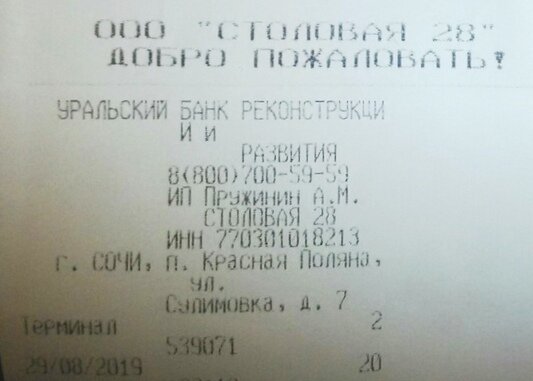 ООО "СТОЛОВАЯ 28"
ДОБРО ПОЖАЛОВАТЬ!
УРАЛЬСКИЙ БАНК РЕКОНСТРУКЦИ
И и
РАЗВИТИЯ
8(800)700-59-59
ИП Пружинин А.М.
СТОЛОВАЯ 28
ИНН 770301018213
г. СОЧИ, п. Красная Поляна,
ул.
Сулимовка, д. 7
Терминал 2
539071
29/08/2019 20